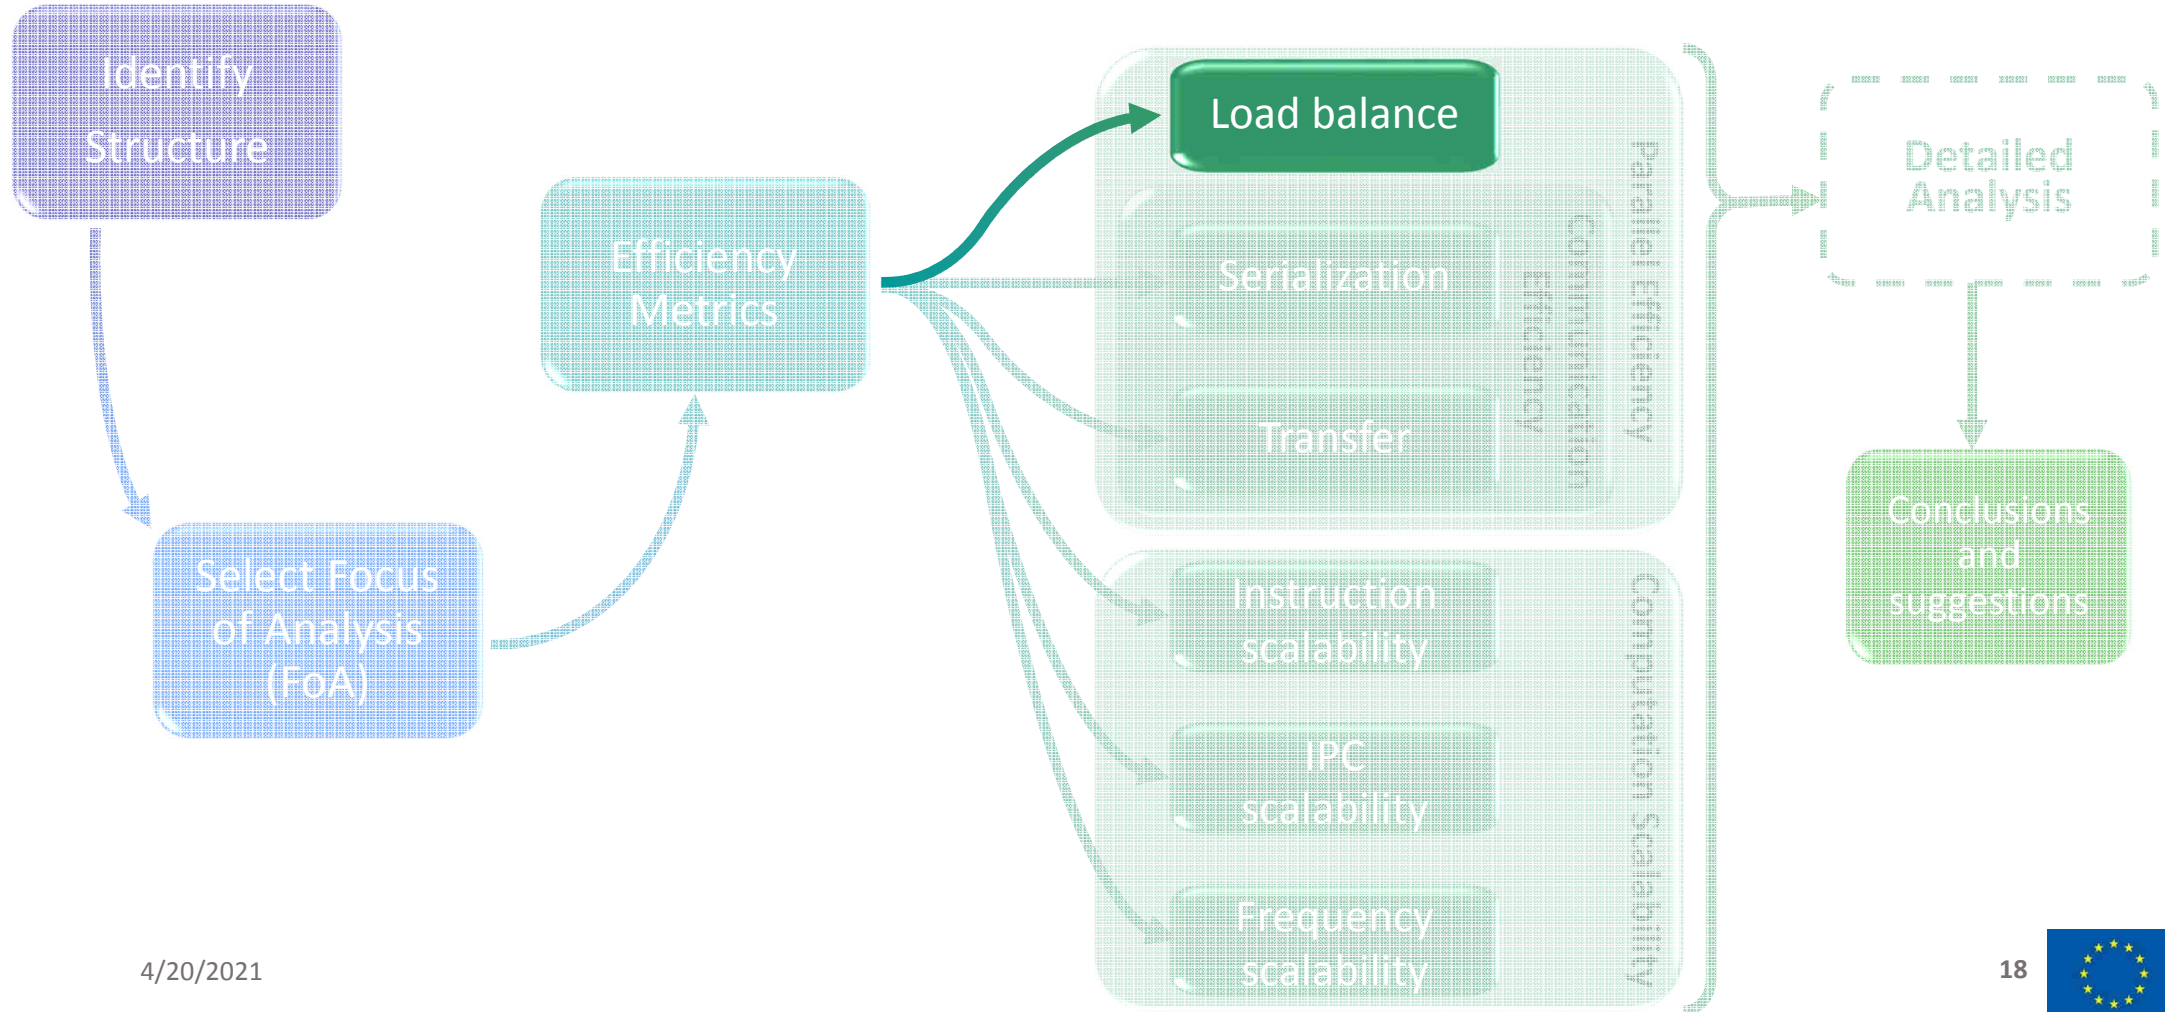 Identify
Structure
Select Focus
of Analysis
(FoA)
Efficiency
Metrics
Load balance
Serialization
Transfer
Communication
Efficiency
Parallel Efficiency
Instruction
scalability
IPC
scalability
Frequency
scalability
Computation Scalability
Detailed
Analysis
Conclusions
and
suggestions
4/20/2021
18